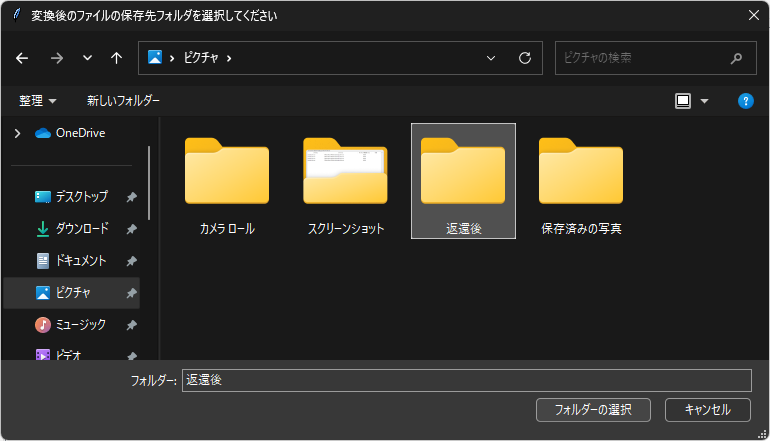 変換後のファイルの保存先フォルダを選択してください
ピクチャ
ピクチャの検索
整理
新しいフォルダー
OneDrive
デスクトップ
ダウンロード
ドキュメント
ピクチャ
ミュージック
ビデオ
カメラ ロール
スクリーンショット
返還後
保存済みの写真
フォルダー:
返還後
フォルダーの選択
キャンセル